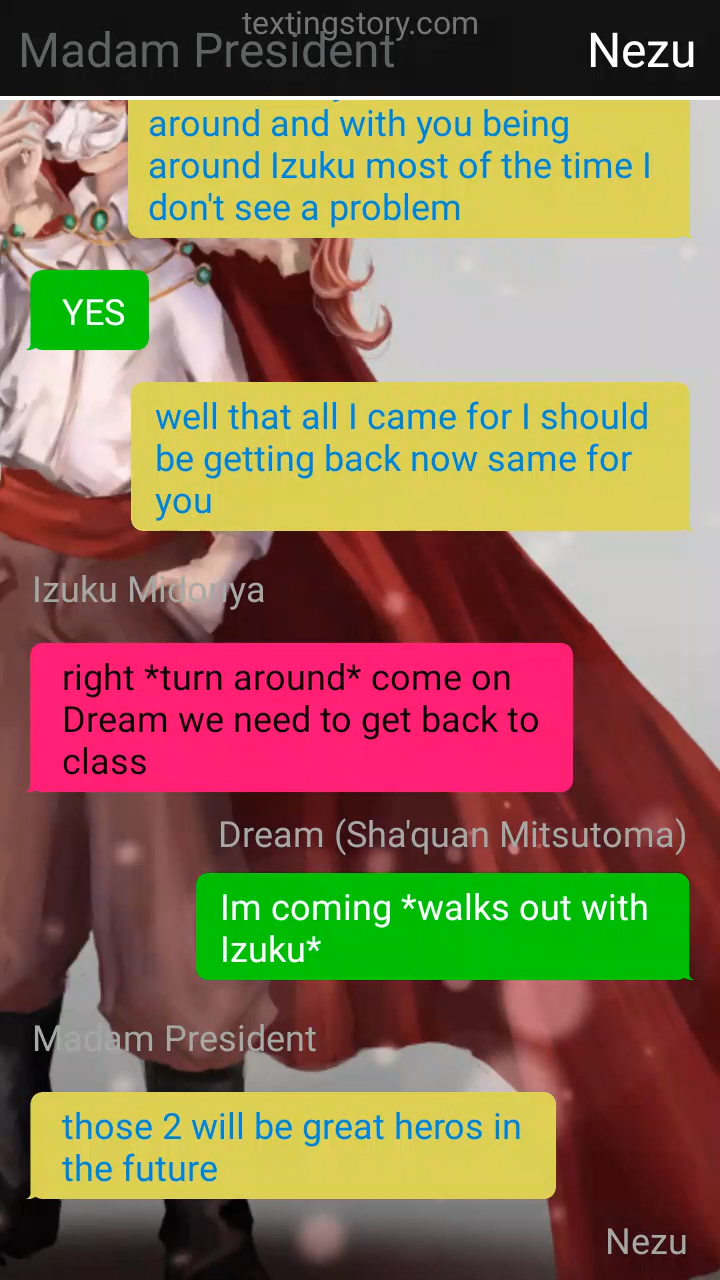 textingstory.com
Madam President
Nezu
around and with you being
around Izuku most of the time I
don't see a problem
YES
well that all I came for I should
be getting back now same for
you
Izuku Midoriya
right *turn around* come on
Dream we need to get back to
class
Dream (Sha'quan Mitsutoma)
Im coming *walks out with
Izuku*
Madam President
those 2 will be great heros in
the future
Nezu